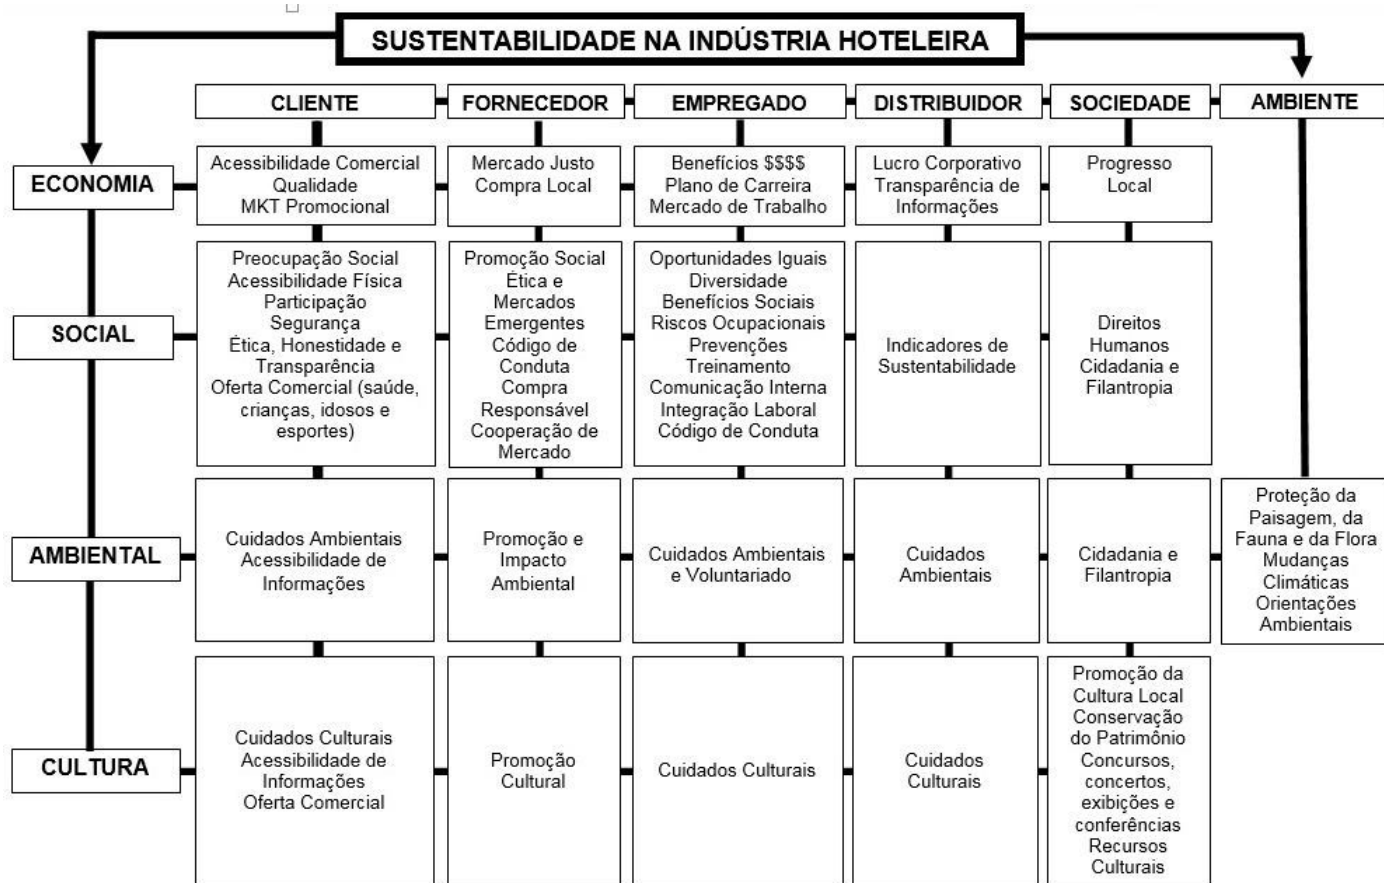 SUSTENTABILIDADE NA INDÚSTRIA HOTELEIRA
CLIENTE
FORNECEDOR
EMPREGADO
DISTRIBUIDOR
SOCIEDADE
AMBIENTE
ECONOMIA
Acessibilidade Comercial
Qualidade
MKT Promocional
Mercado Justo
Compra Local
Benefícios $$$$
Plano de Carreira
Mercado de Trabalho
Lucro Corporativo
Transparência de
Informações
Progresso
Local
SOCIAL
Preocupação Social
Acessibilidade Física
Participação
Segurança
Ética, Honestidade e
Transparência
Oferta Comercial (saúde,
crianças, idosos e
esportes)
Promoção Social
Ética e
Mercados
Emergentes
Código de
Conduta
Compra
Responsável
Cooperação de
Mercado
Oportunidades Iguais
Diversidade
Benefícios Sociais
Riscos Ocupacionais
Prevenções
Treinamento
Comunicação Interna
Integração Laboral
Código de Conduta
Indicadores de
Sustentabilidade
Direitos
Humanos
Cidadania e
Filantropia
AMBIENTAL
Cuidados Ambientais
Acessibilidade de
Informações
Promoção e
Impacto
Ambiental
Cuidados Ambientais
e Voluntariado
Cuidados
Ambientais
Cidadania e
Filantropia
Proteção da
Paisagem, da
Fauna e da Flora
Mudanças
Climáticas
Orientações
Ambientais
CULTURA
Cuidados Culturais
Acessibilidade de
Informações
Oferta Comercial
Promoção
Cultural
Cuidados Culturais
Cuidados
Culturais
Promoção da
Cultura Local
Conservação
do Patrimônio
Concursos,
concertos,
exibições e
conferências
Recursos
Culturais